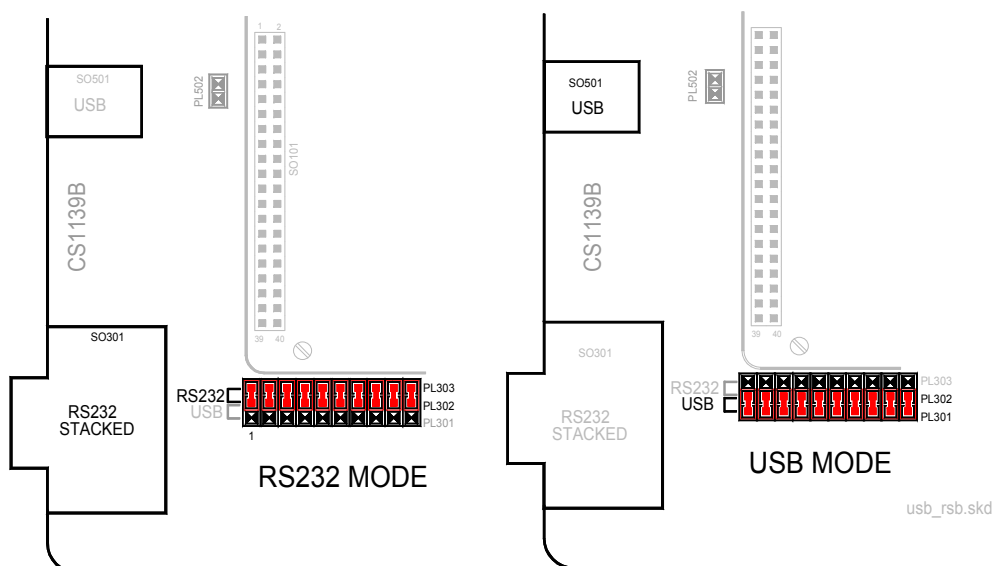 1 2
SO501
USB
PL502
SO101
CS1139B
39 40
SO301
RS232
STACKED
RS232
USB
PL303
PL302
PL301
1
RS232 MODE
SO501
USB
PL502
CS1139B
39 40
SO301
RS232
STACKED
RS232
USB
PL303
PL302
PL301
USB MODE
usb_rsb.skd